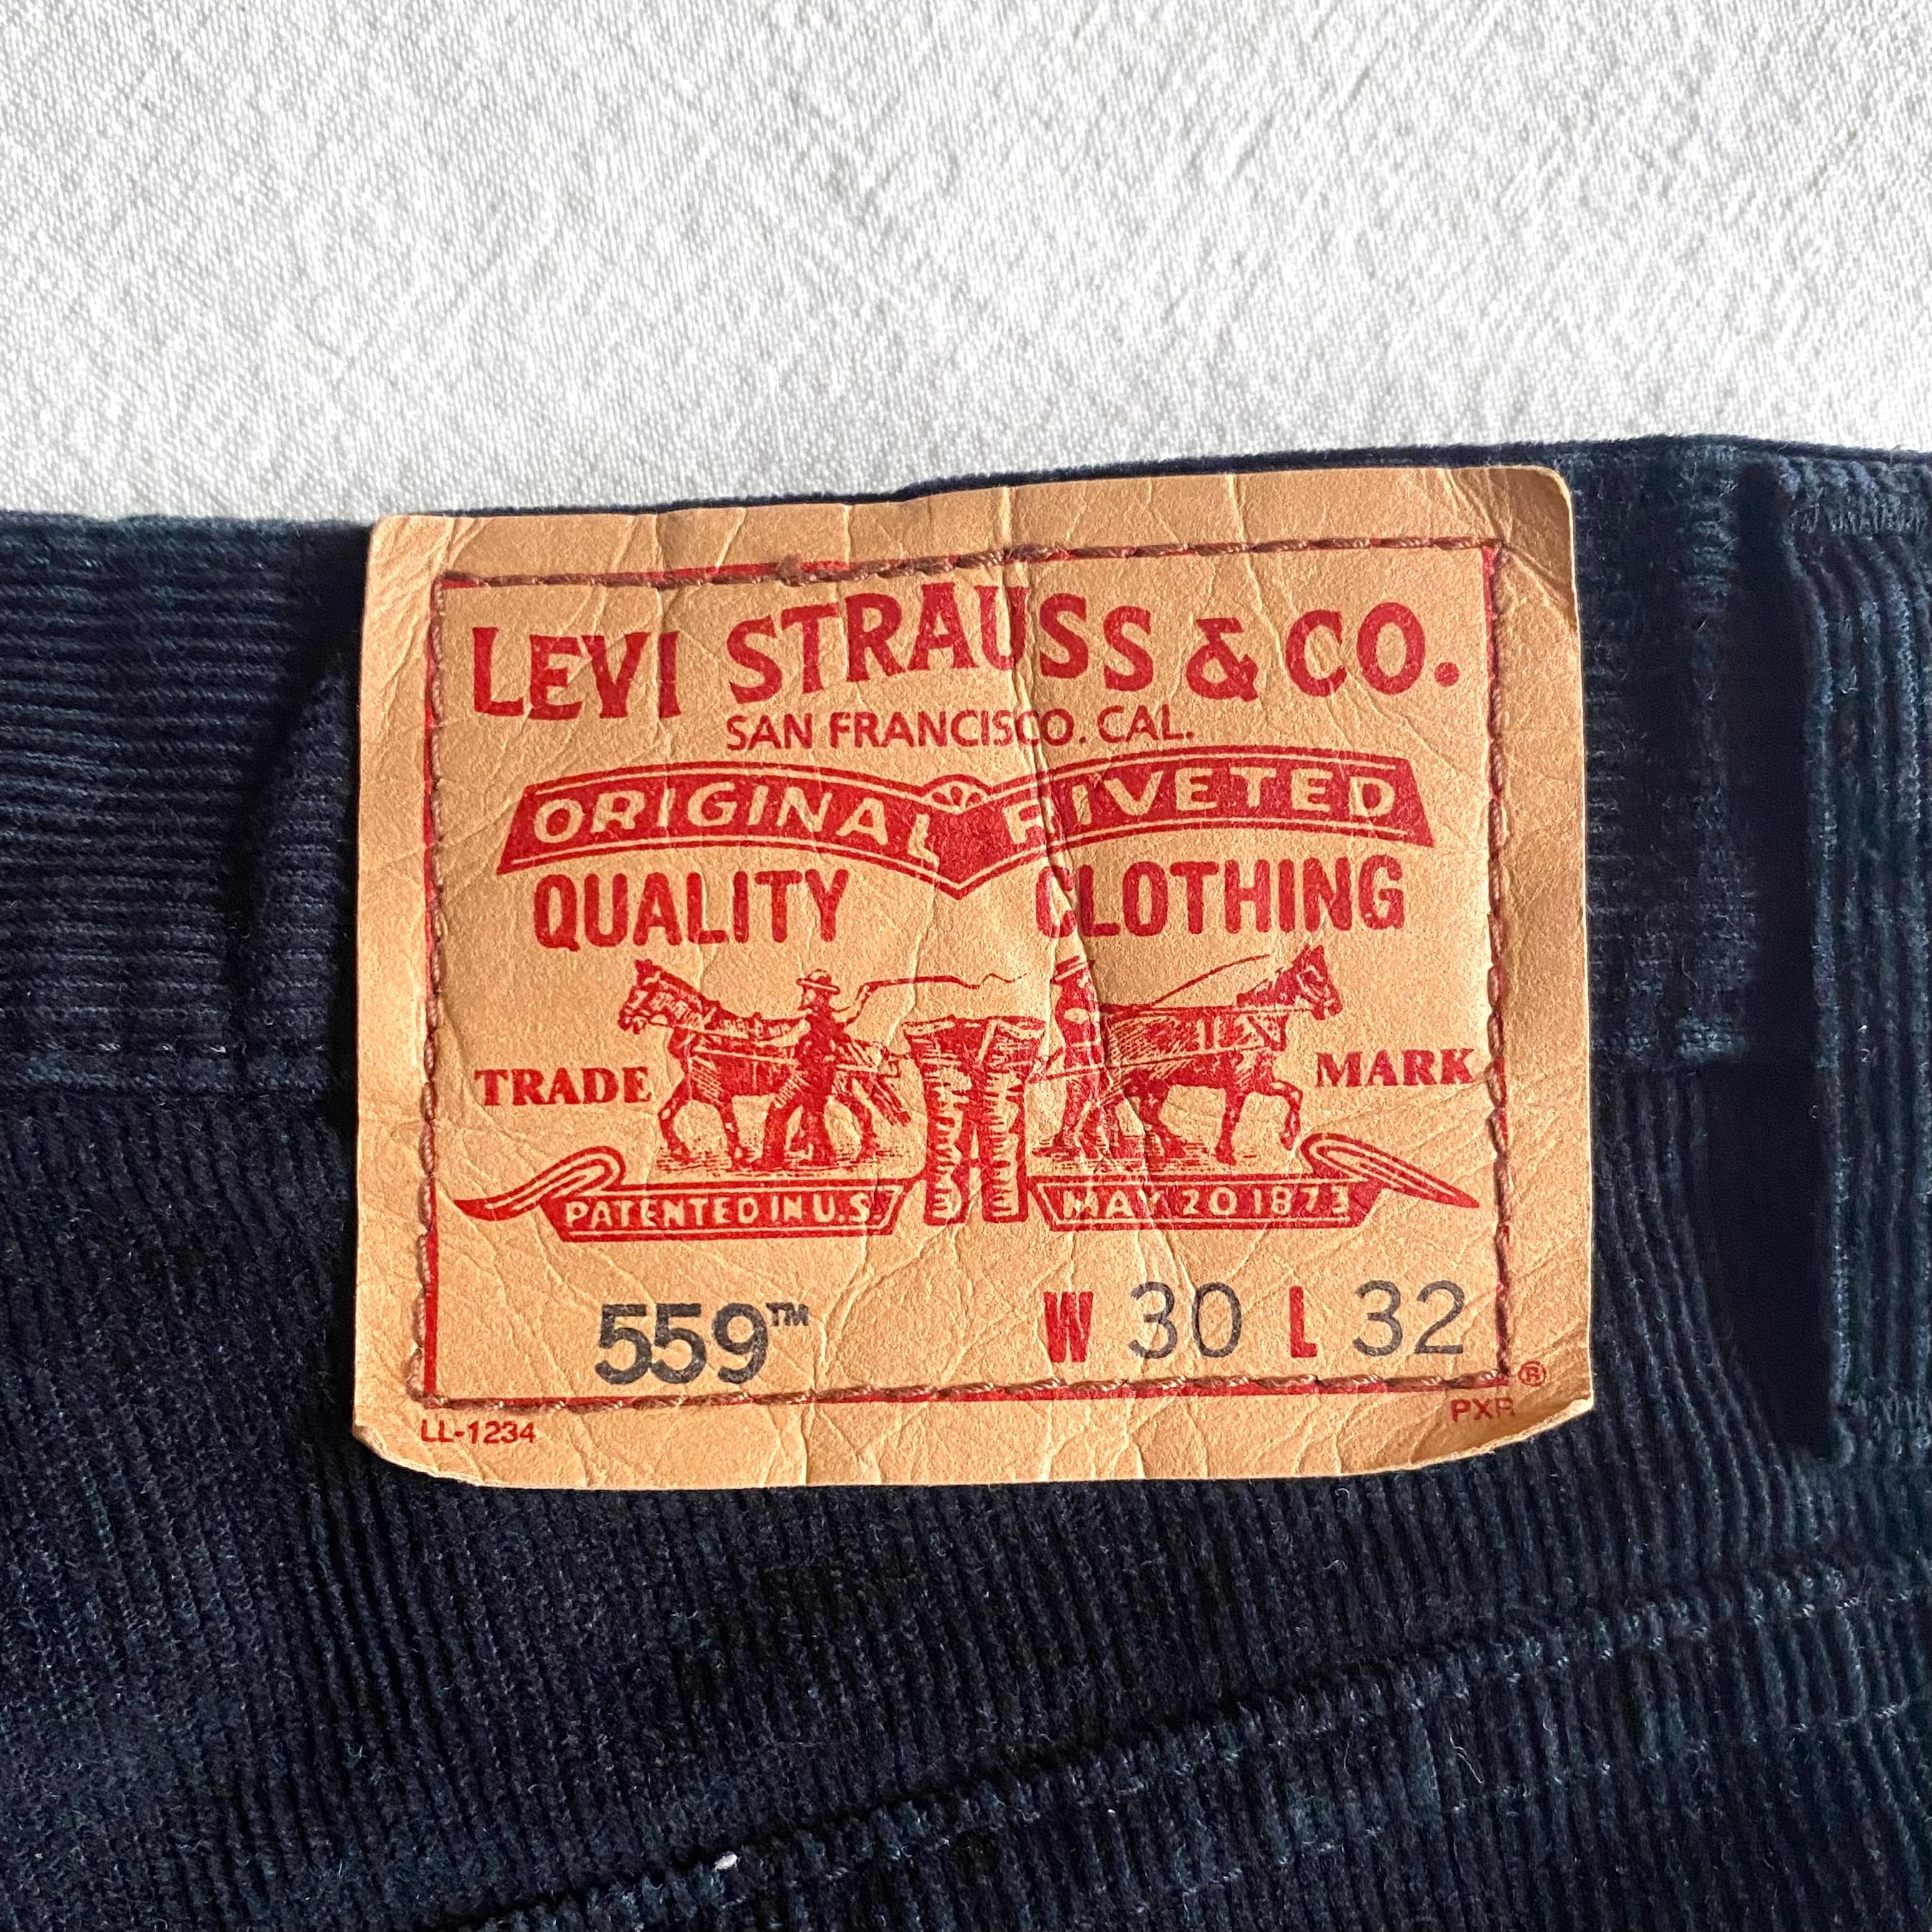 LEVI STRAUSS & CO.
SAN FRANCISCO. CAL.
ORIGINAL RIVETED
QUALITY CLOTHING
TRADE MARK
PATENTED IN U.S. MAY 20 1873
559™ W 30 L 32
®
LL-1234 PXR